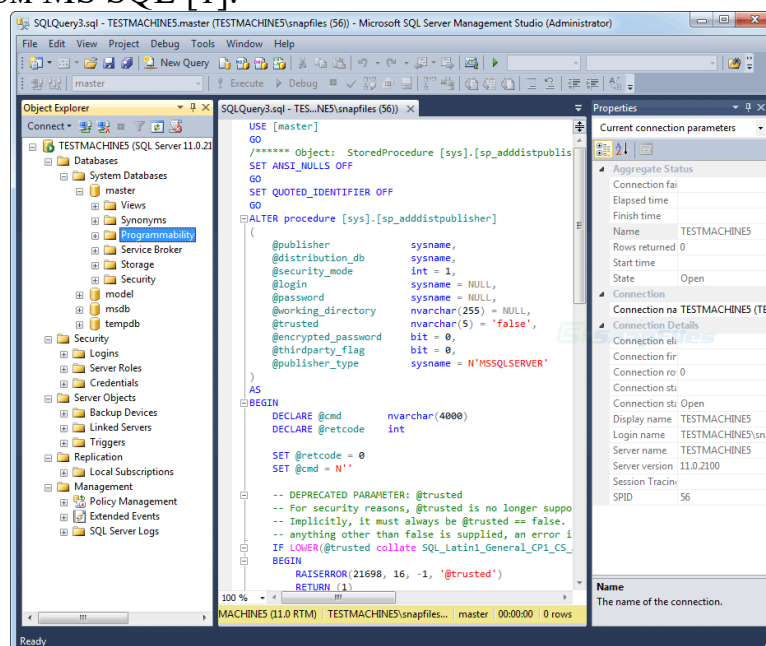 MS SQL [1].
SQLQuery3.sql - TESTMACHINE5.master (TESTMACHINE5\snapfiles (56)) - Microsoft SQL Server Management Studio (Administrator)
File Edit View Project Debug Tools Window Help
New Query
master
Execute Debug
Object Explorer
Connect
TESTMACHINE5 (SQL Server 11.0.21
Databases
System Databases
master
Views
Synonyms
Programmability
Service Broker
Storage
Security
model
msdb
tempdb
Security
Logins
Server Roles
Credentials
Server Objects
Backup Devices
Linked Servers
Triggers
Replication
Local Subscriptions
Management
Policy Management
Extended Events
SQL Server Logs
SQLQuery3.sql - TES...NE5\snapfiles (56))
USE [master]
GO
/****** Object: StoredProcedure [sys].[sp_adddistpublis
SET ANSI_NULLS OFF
GO
SET QUOTED_IDENTIFIER OFF
GO
ALTER procedure [sys].[sp_adddistpublisher]
(
@publisher sysname,
@distribution_db sysname,
@security_mode int = 1,
@login sysname = NULL,
@password sysname = NULL,
@working_directory nvarchar(255) = NULL,
@trusted nvarchar(5) = 'false',
@encrypted_password bit = 0,
@thirdparty_flag bit = 0,
@publisher_type sysname = N'MSSQLSERVER'
)
AS
BEGIN
DECLARE @cmd nvarchar(4000)
DECLARE @retcode int
SET @retcode = 0
SET @cmd = N''
-- DEPRECATED PARAMETER: @trusted
-- For security reasons, @trusted is no longer suppo
-- Implicitly, it must always be @trusted == false.
-- anything other than false is supplied, an error i
IF LOWER(@trusted collate SQL_Latin1_General_CP1_CS_
BEGIN
RAISERROR(21698, 16, -1, '@trusted')
RETURN (1)
100 %
MACHINE5 (11.0 RTM) TESTMACHINE5\snapfiles... master 00:00:00 0 rows
Properties
Current connection parameters
Aggregate Status
Connection fai
Elapsed time
Finish time
Name TESTMACHINE5
Rows returned 0
Start time
State Open
Connection
Connection na TESTMACHINE5 (TE
Connection Details
Connection ela
Connection fin
Connection ro 0
Connection sta
Connection sta Open
Display name TESTMACHINE5
Login name TESTMACHINE5\sn
Server name TESTMACHINE5
Server version 11.0.2100
Session Tracin
SPID 56
Name
The name of the connection.
Ready